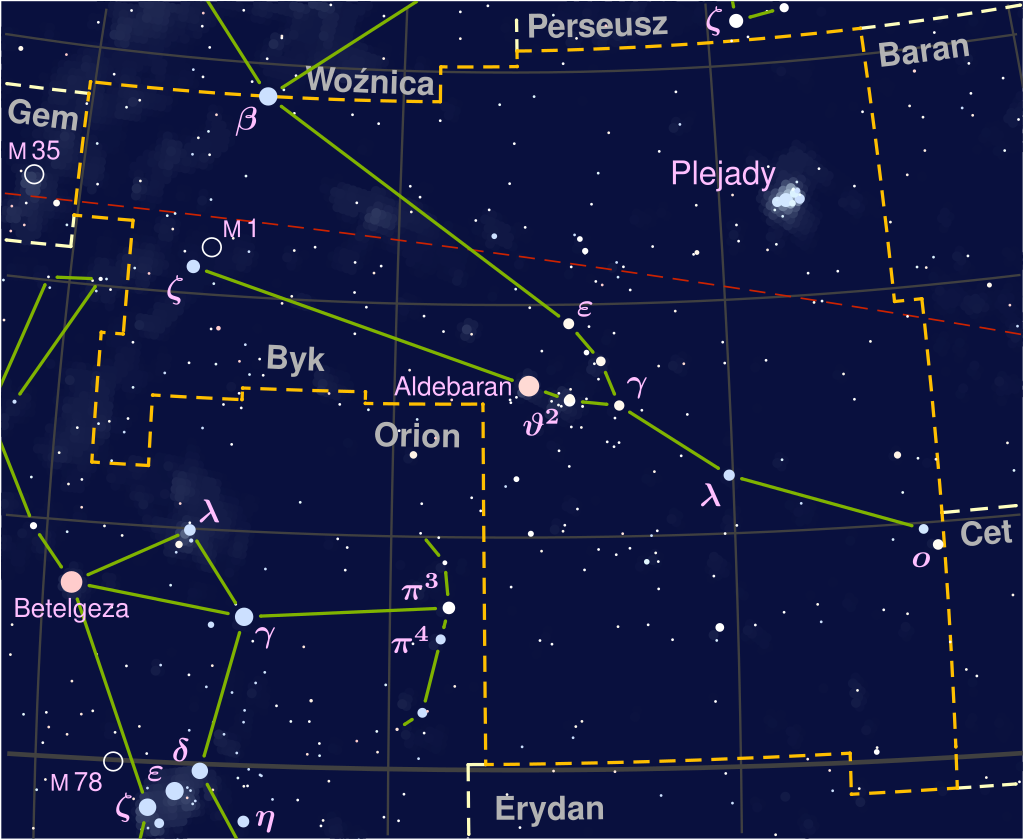 ζ
Perseusz
Baran
Woźnica
β
Gem
M 35
Plejady
M 1
ζ
ε
Byk
Aldebaran
γ
ϑ²
Orion
λ
λ
Cet
ο
π³
Betelgeza
γ
π⁴
δ
M 78
ε
ζ
η
Erydan